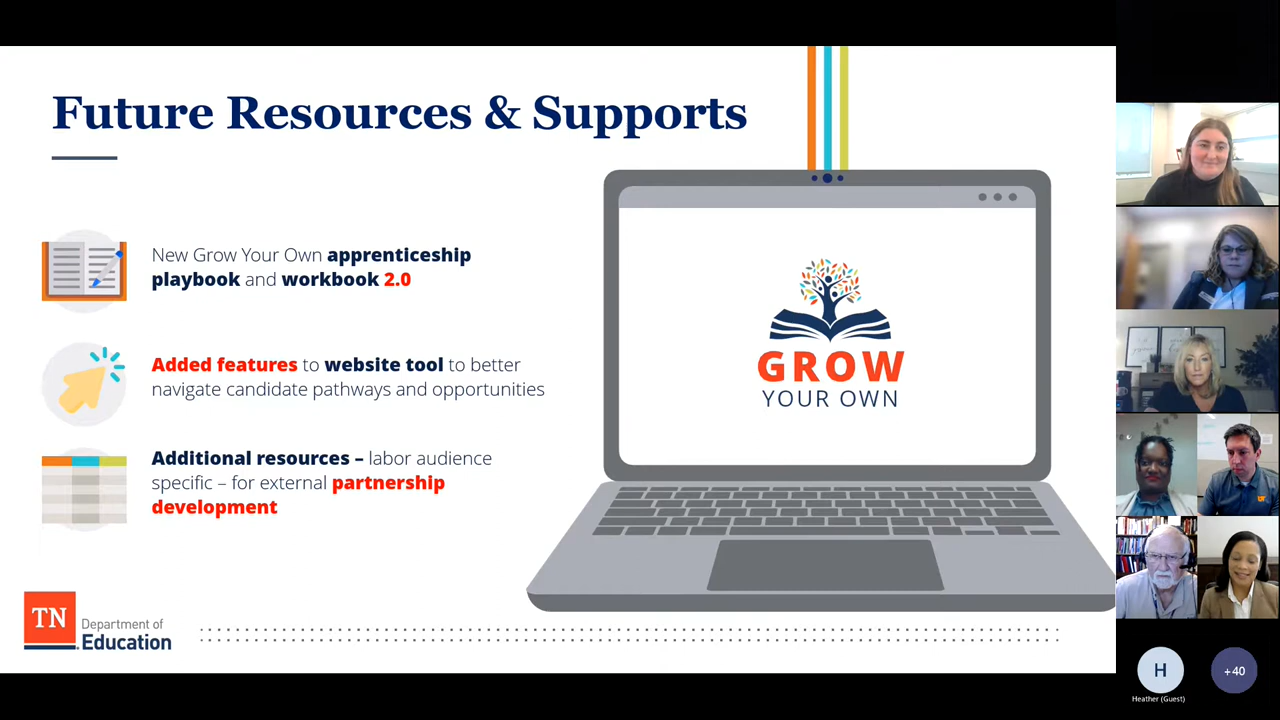 Future Resources & Supports
New Grow Your Own apprenticeship
playbook and workbook 2.0
Added features to website tool to better
navigate candidate pathways and opportunities
Additional resources – labor audience
specific – for external partnership
development
GROW
YOUR OWN
TN
Department of
Education
UT
H
+40
Heather (Guest)